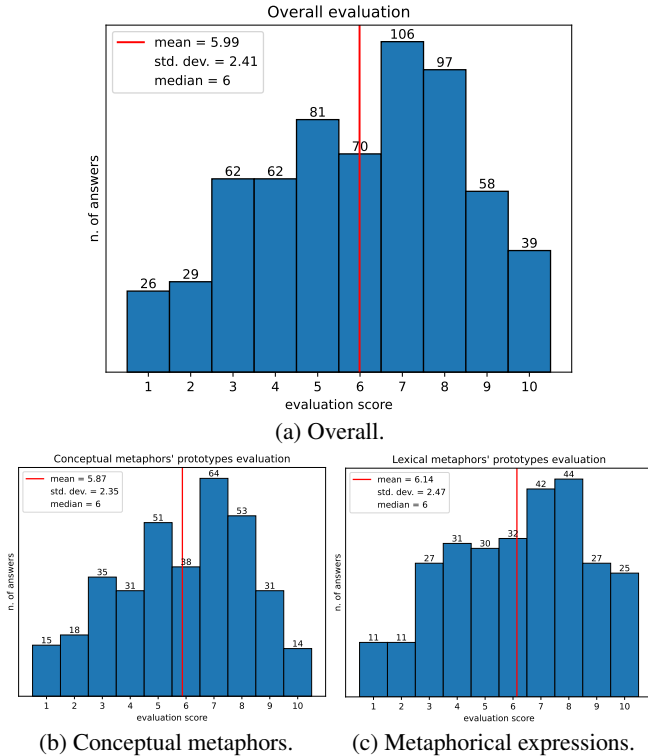 Overall evaluation
mean = 5.99
std. dev. = 2.41
median = 6
n. of answers
26 29 62 62 81 70 106 97 58 39
1 2 3 4 5 6 7 8 9 10
evaluation score
(a) Overall.
Conceptual metaphors' prototypes evaluation
mean = 5.87
std. dev. = 2.35
median = 6
n. of answers
15 18 35 31 51 38 64 53 31 14
1 2 3 4 5 6 7 8 9 10
evaluation score
(b) Conceptual metaphors.
Lexical metaphors' prototypes evaluation
mean = 6.14
std. dev. = 2.47
median = 6
n. of answers
11 11 27 31 30 32 42 44 27 25
1 2 3 4 5 6 7 8 9 10
evaluation score
(c) Metaphorical expressions.